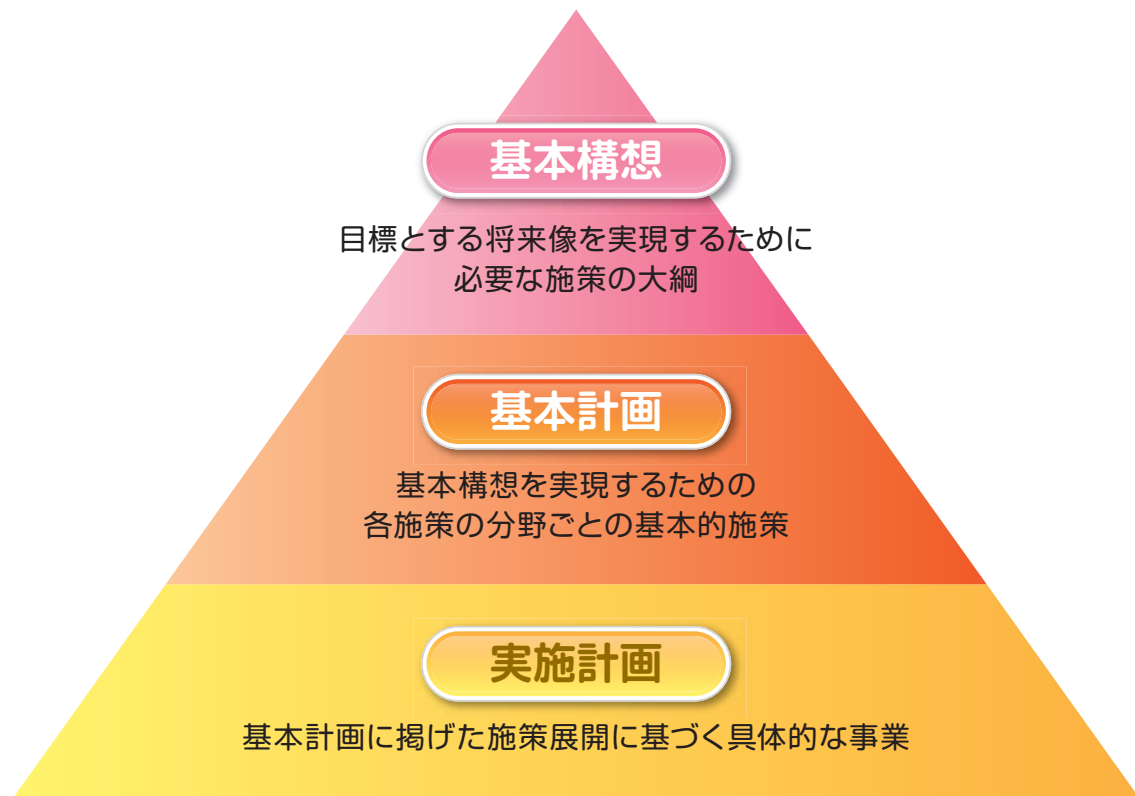 基本構想
目標とする将来像を実現するために
必要な施策の大綱
基本計画
基本構想を実現するための
各施策の分野ごとの基本的施策
実施計画
基本計画に掲げた施策展開に基づく具体的な事業